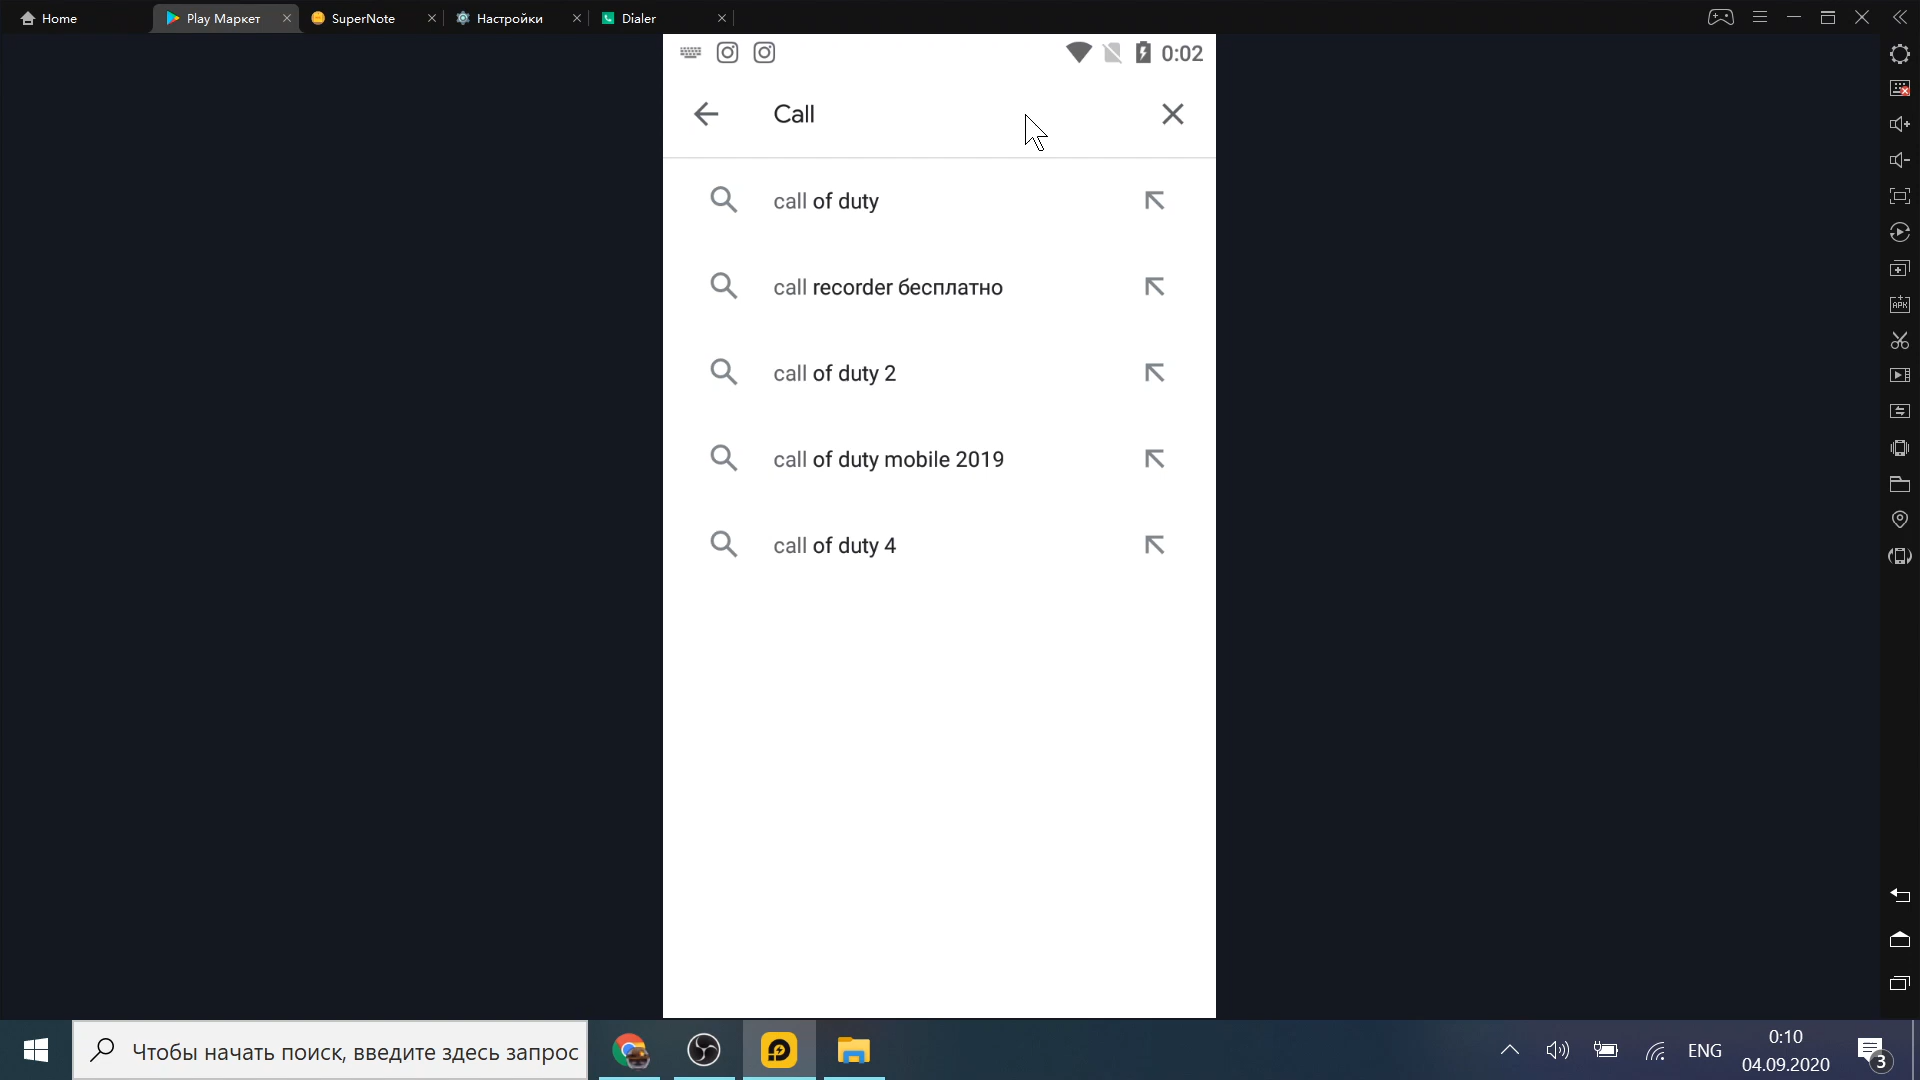 Home
Play Маркет
SuperNote
Настройки
Dialer
0:02
Call
call of duty
call recorder бесплатно
call of duty 2
call of duty mobile 2019
call of duty 4
APK
Чтобы начать поиск, введите здесь запрос
ENG
0:10
04.09.2020
3